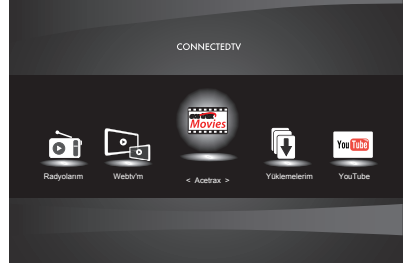 CONNECTEDTV
Movies
You Tube
Radyolarım
Webtv'm
< Acetrax >
Yüklemelerim
YouTube